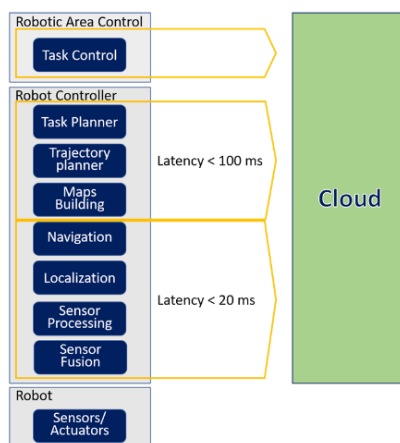 Robotic Area Control
Task Control
Robot Controller
Task Planner
Trajectory
planner
Latency < 100 ms
Maps
Building
Cloud
Navigation
Localization
Latency < 20 ms
Sensor
Processing
Sensor
Fusion
Robot
Sensors/
Actuators